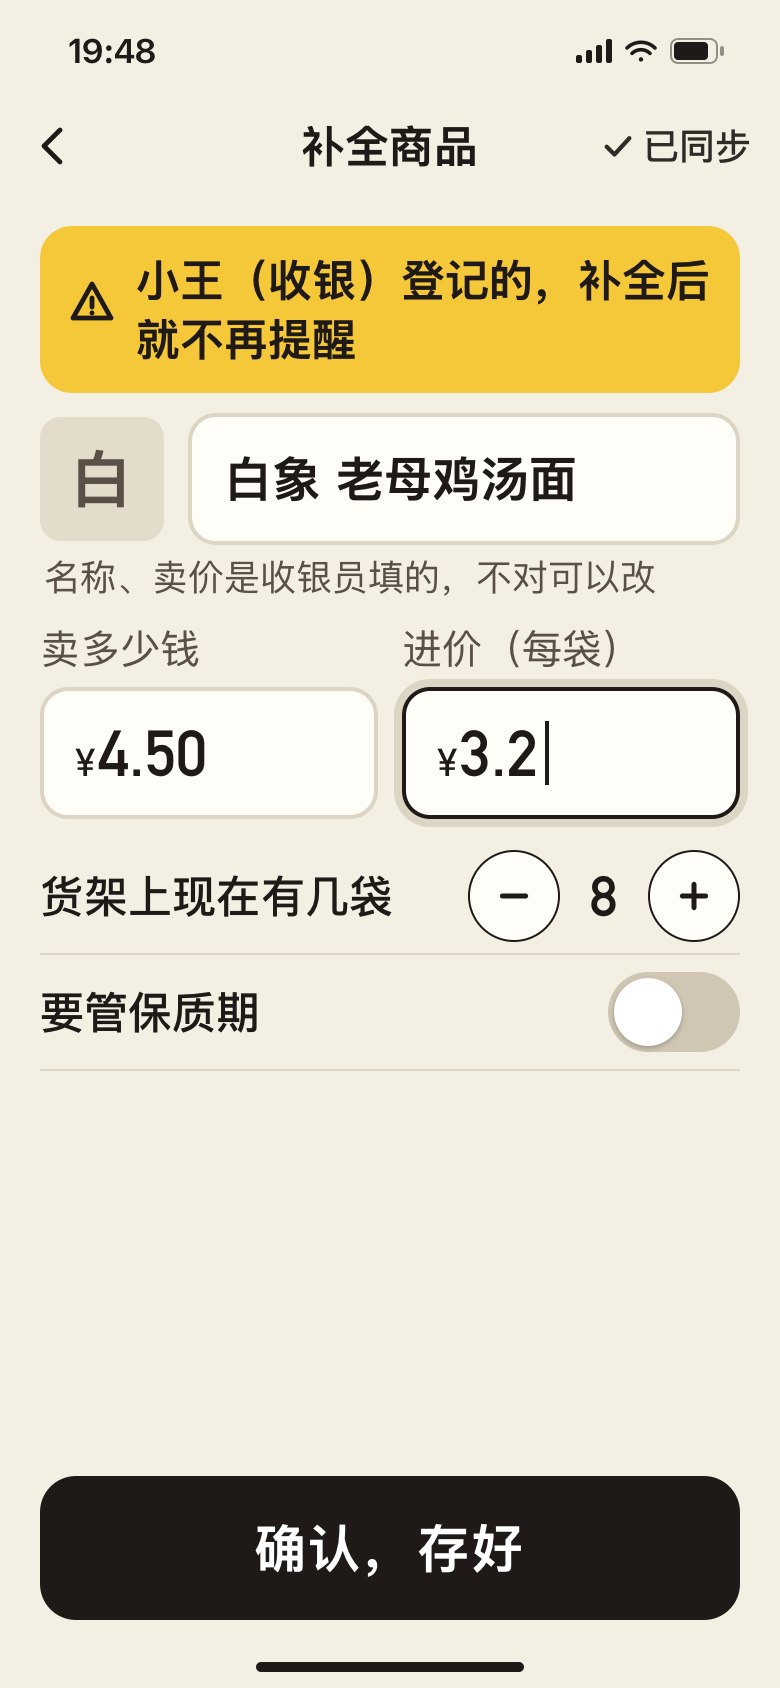 19:48
补全商品
已同步
小王（收银）登记的，补全后
就不再提醒
白
白象 老母鸡汤面
名称、卖价是收银员填的，不对可以改
卖多少钱
进价（每袋）
¥4.50
¥3.2
货架上现在有几袋
8
要管保质期
确认，存好